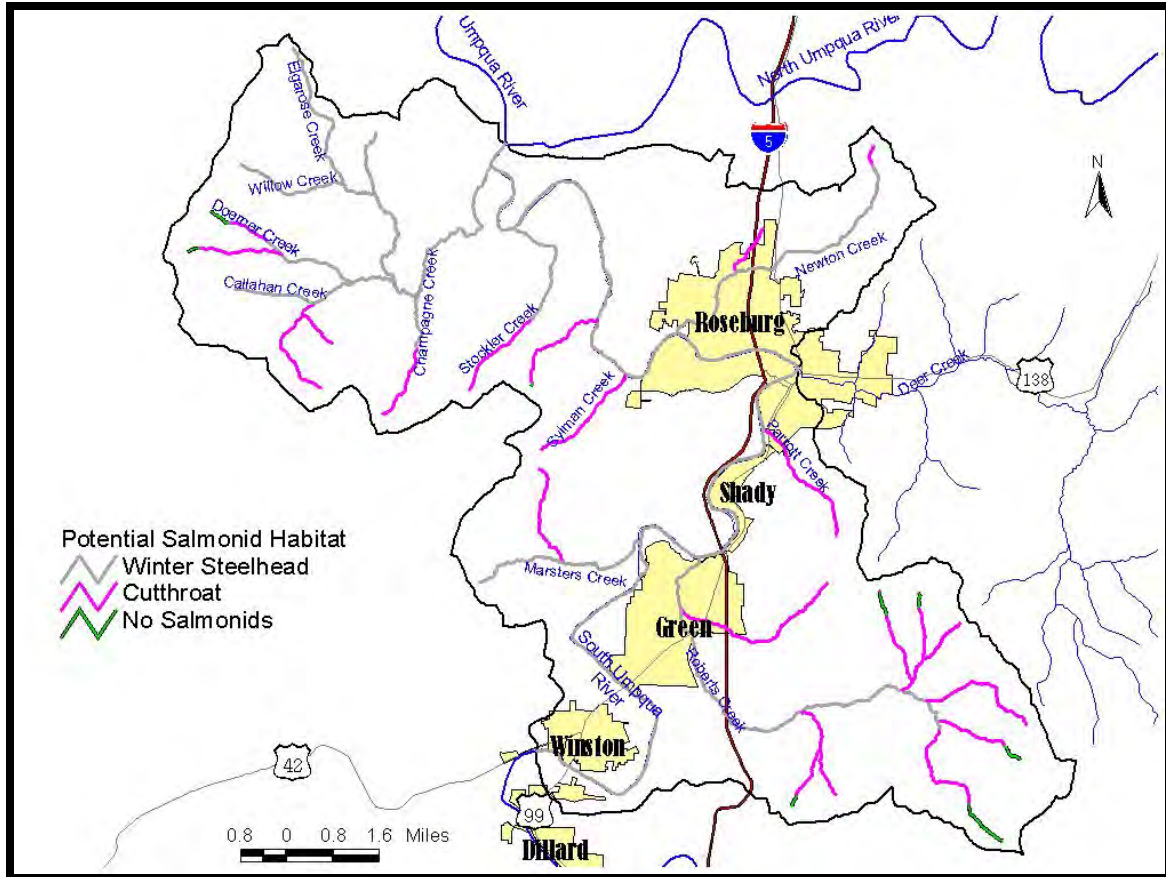 Umpqua River
North Umpqua River
5
N
Elgarose Creek
Willow Creek
Doerner Creek
Callahan Creek
Champagne Creek
Stockler Creek
Newton Creek
Roseburg
Deer Creek
138
Sylman Creek
Parrott Creek
Shady
Potential Salmonid Habitat
Winter Steelhead
Cutthroat
No Salmonids
Marsters Creek
Green
South Umpqua
River
Roberts Creek
Winston
42
99
Dillard
0.8 0 0.8 1.6 Miles